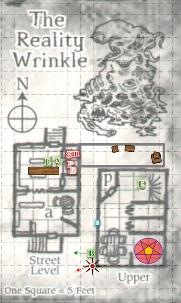 The
Reality
Wrinkle
N
p
E
a
R
Street
Level
Upper
One Square = 5 Feet